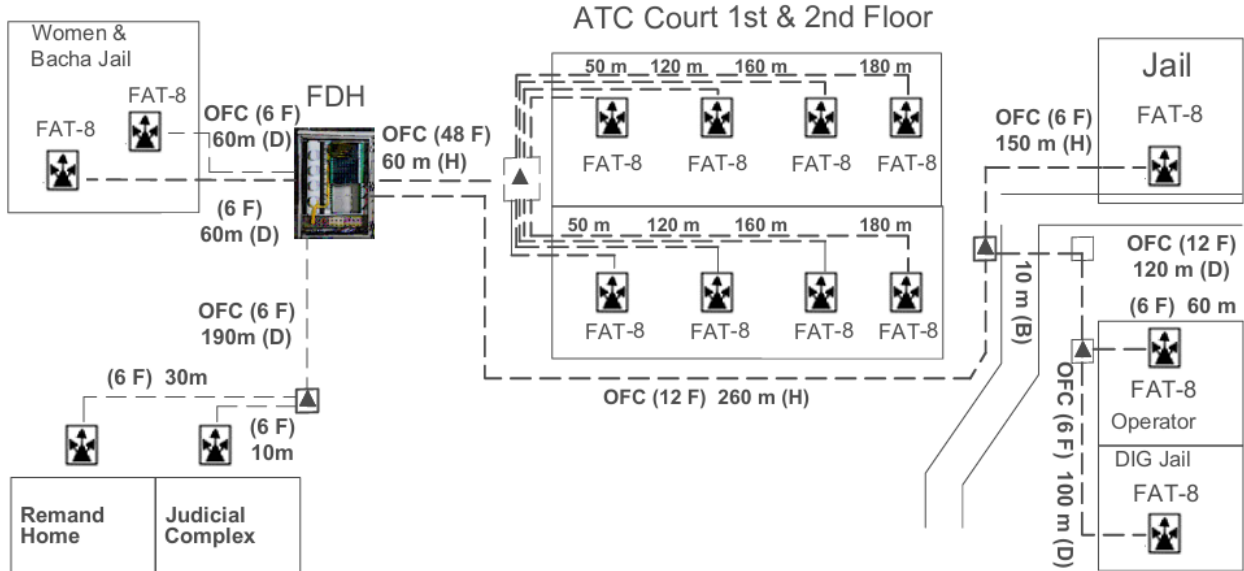 ATC Court 1st & 2nd Floor
Women &
Bacha Jail
FAT-8
FAT-8
OFC (6 F)
60m (D)
(6 F)
60m (D)
FDH
OFC (48 F)
60 m (H)
50 m 120 m 160 m 180 m
FAT-8 FAT-8 FAT-8 FAT-8
50 m 120 m 160 m 180 m
FAT-8 FAT-8 FAT-8 FAT-8
OFC (12 F) 260 m (H)
Jail
FAT-8
OFC (6 F)
150 m (H)
10 m (B)
OFC (12 F)
120 m (D)
(6 F) 60 m
FAT-8
Operator
OFC (6 F) 100 m (D)
DIG Jail
FAT-8
OFC (6 F)
190m (D)
(6 F) 30m
(6 F)
10m
Remand
Home
Judicial
Complex